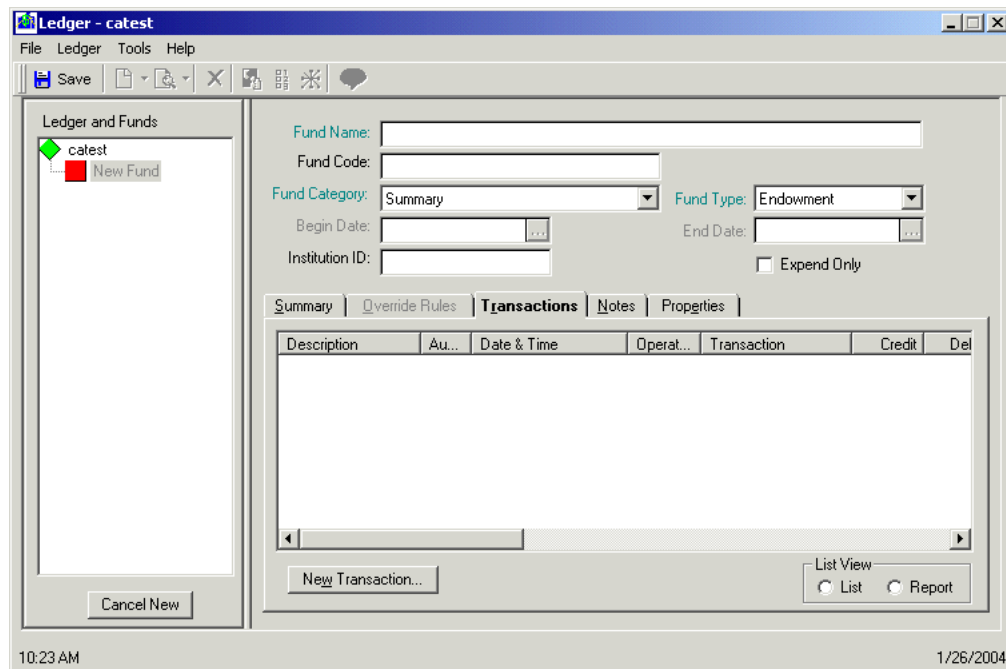 Ledger - catest
File Ledger Tools Help
Save
Ledger and Funds
catest
New Fund
Cancel New
Fund Name:
Fund Code:
Fund Category: Summary Fund Type: Endowment
Begin Date: ... End Date: ...
Institution ID: Expend Only
Summary Override Rules Transactions Notes Properties
Description Au... Date & Time Operat... Transaction Credit Del
New Transaction...
List View
List Report
10:23 AM 1/26/2004